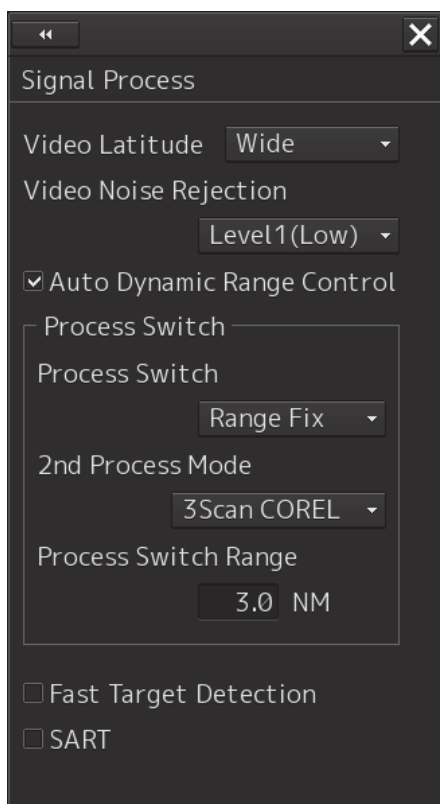 Signal Process
Video Latitude Wide
Video Noise Rejection
Level1(Low)
Auto Dynamic Range Control
Process Switch
Process Switch
Range Fix
2nd Process Mode
3Scan COREL
Process Switch Range
3.0 NM
Fast Target Detection
SART